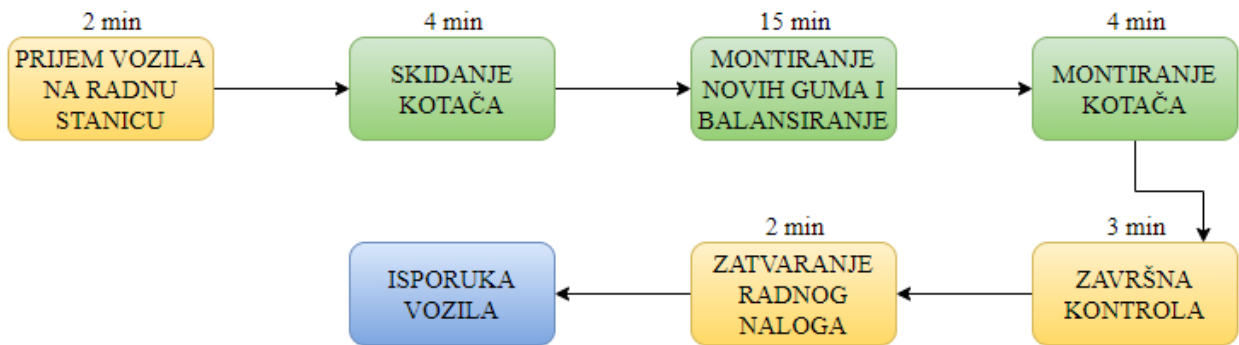 2 min
PRIJEM VOZILA
NA RADNU
STANICU
4 min
SKIDANJE
KOTAČA
15 min
MONTIRANJE
NOVIH GUMA I
BALANSIRANJE
4 min
MONTIRANJE
KOTAČA
3 min
ZAVRŠNA
KONTROLA
2 min
ZATVARANJE
RADNOG
NALOGA
ISPORUKA
VOZILA